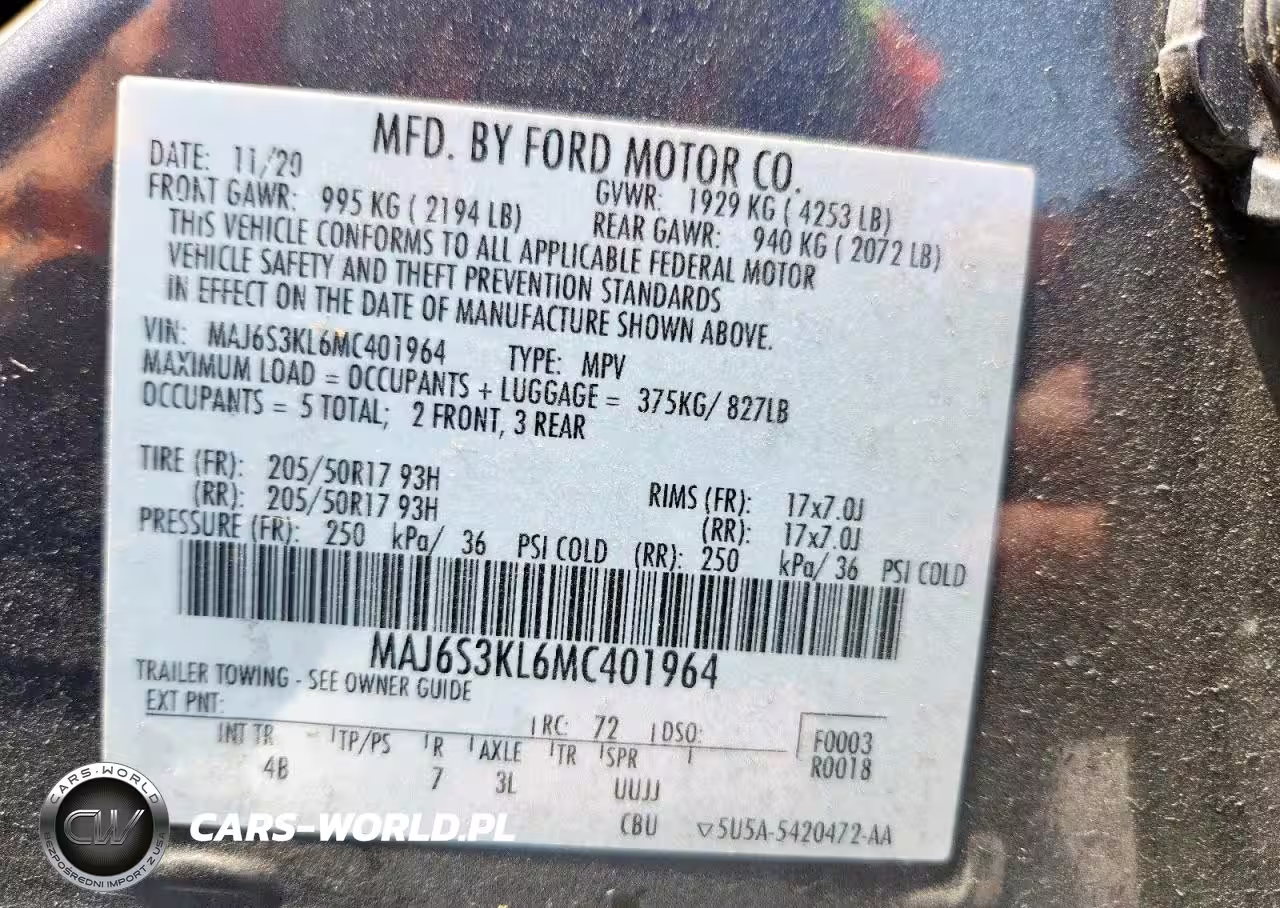 MFD. BY FORD MOTOR CO.
DATE: 11/20 GVWR: 1929 KG ( 4253 LB)
FRONT GAWR: 995 KG ( 2194 LB) REAR GAWR: 940 KG ( 2072 LB)
THIS VEHICLE CONFORMS TO ALL APPLICABLE FEDERAL MOTOR
VEHICLE SAFETY AND THEFT PREVENTION STANDARDS
IN EFFECT ON THE DATE OF MANUFACTURE SHOWN ABOVE.
VIN: MAJ6S3KL6MC401964 TYPE: MPV
MAXIMUM LOAD = OCCUPANTS + LUGGAGE = 375KG/ 827LB
OCCUPANTS = 5 TOTAL; 2 FRONT, 3 REAR
TIRE (FR): 205/50R17 93H RIMS (FR): 17x7.0J
(RR): 205/50R17 93H (RR): 17x7.0J
PRESSURE (FR): 250 kPa/ 36 PSI COLD (RR): 250 kPa/ 36 PSI COLD
MAJ6S3KL6MC401964
TRAILER TOWING - SEE OWNER GUIDE
EXT PNT: RC: 72 DSO: F0003
INT TR TP/PS R AXLE TR SPR R0018
4B 7 3L UUJJ
CBU ▽5U5A-5420472-AA
CARS-WORLD
CW
BEZPOŚREDNI IMPORT Z USA
CARS-WORLD.PL